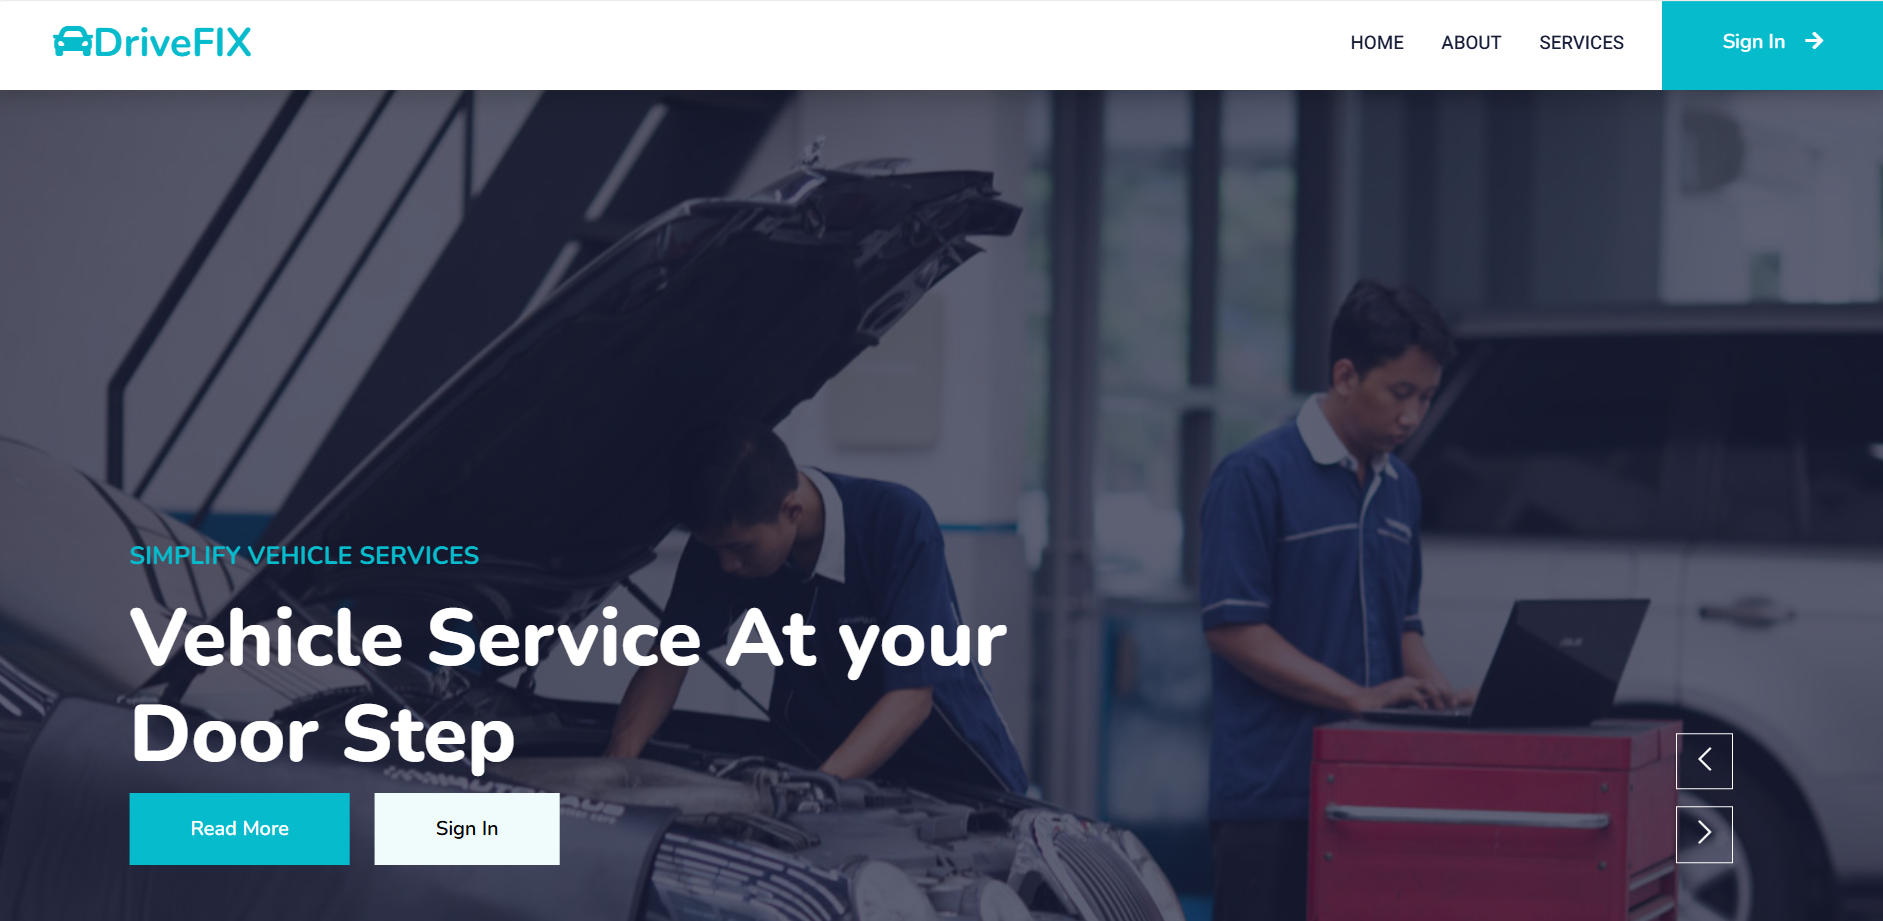 DriveFIX
HOME ABOUT SERVICES Sign In
SIMPLIFY VEHICLE SERVICES
Vehicle Service At your
Door Step
Read More Sign In